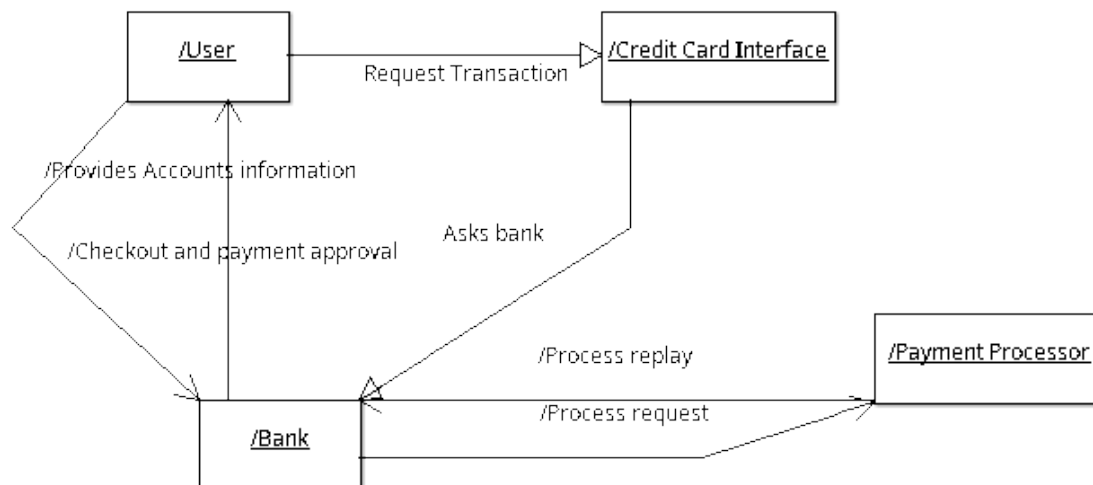 /User
/Credit Card Interface
Request Transaction
/Provides Accounts information
Asks bank
/Checkout and payment approval
/Process replay
/Payment Processor
/Process request
/Bank